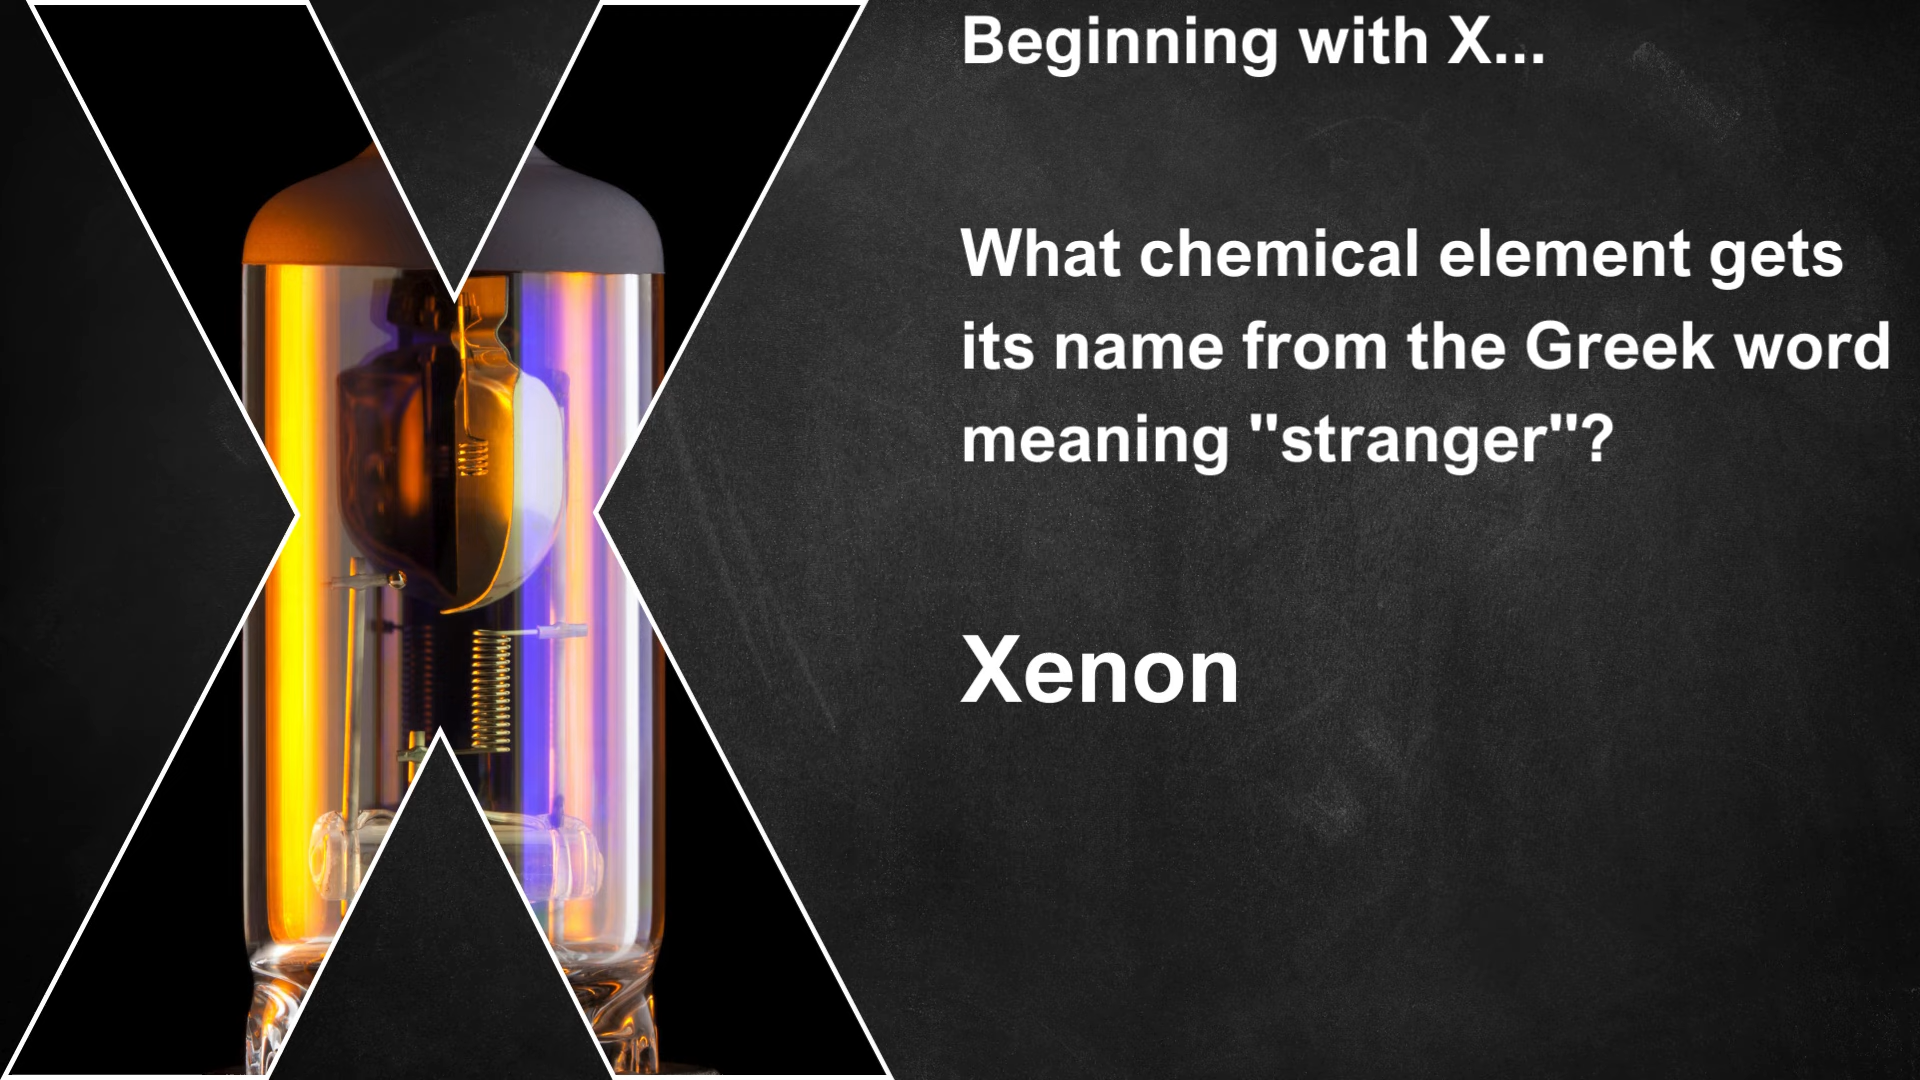 Beginning with X...
What chemical element gets
its name from the Greek word
meaning "stranger"?
Xenon